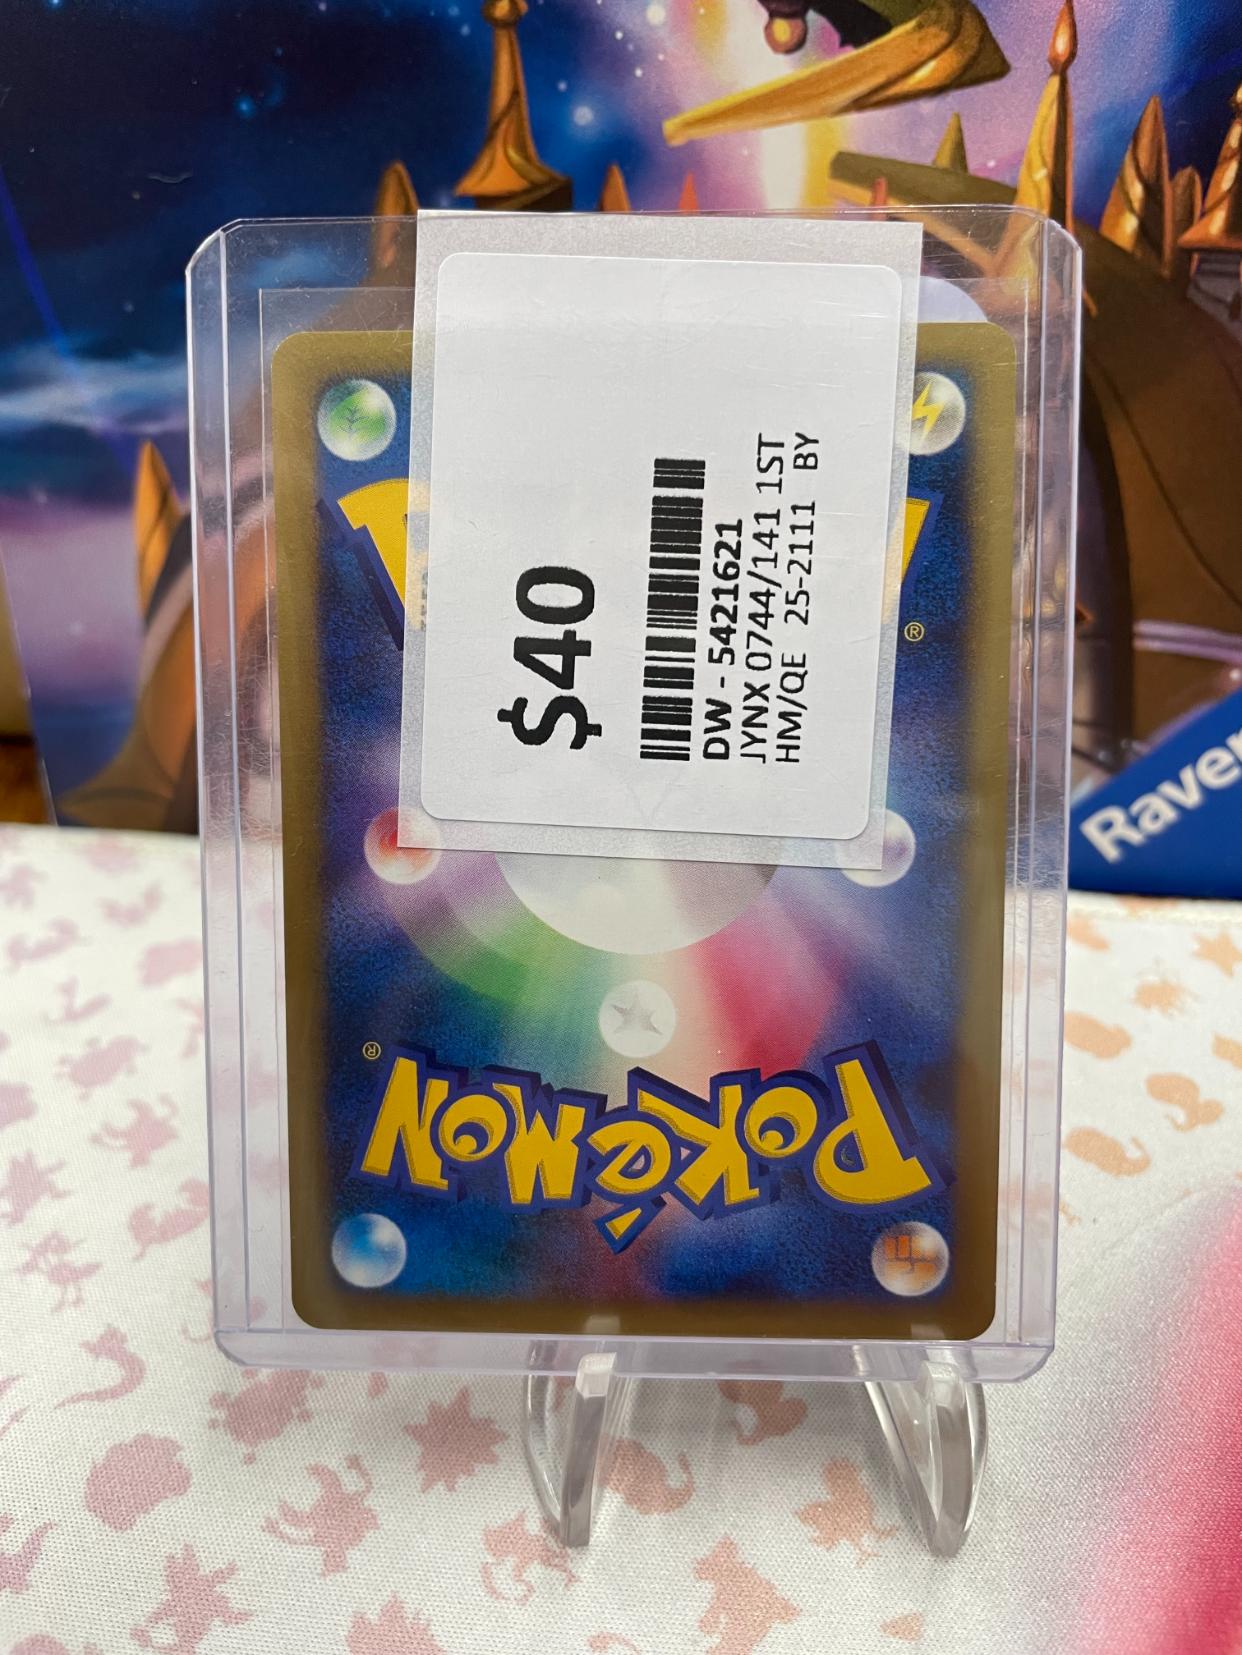 $40
DW - 5421621
JYNX 0744/141 1ST
HM/QE 25-2111 BY
®
Raven
®
POKéMON